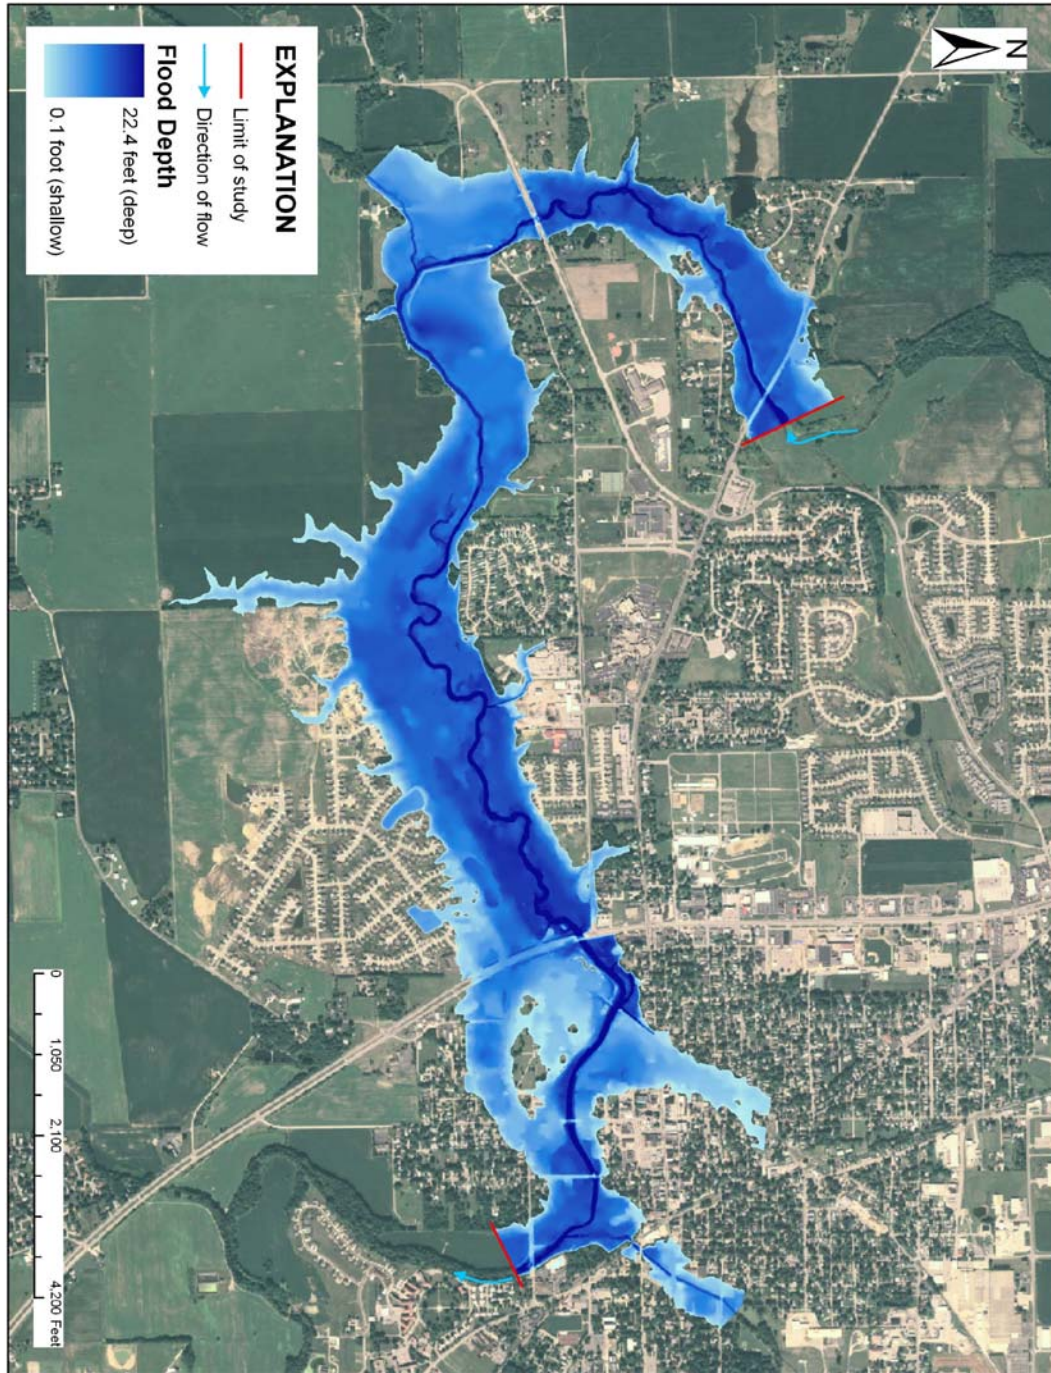 N
EXPLANATION
Limit of study
Direction of flow
Flood Depth
22.4 feet (deep)
0.1 foot (shallow)
0 1,050 2,100 4,200 Feet